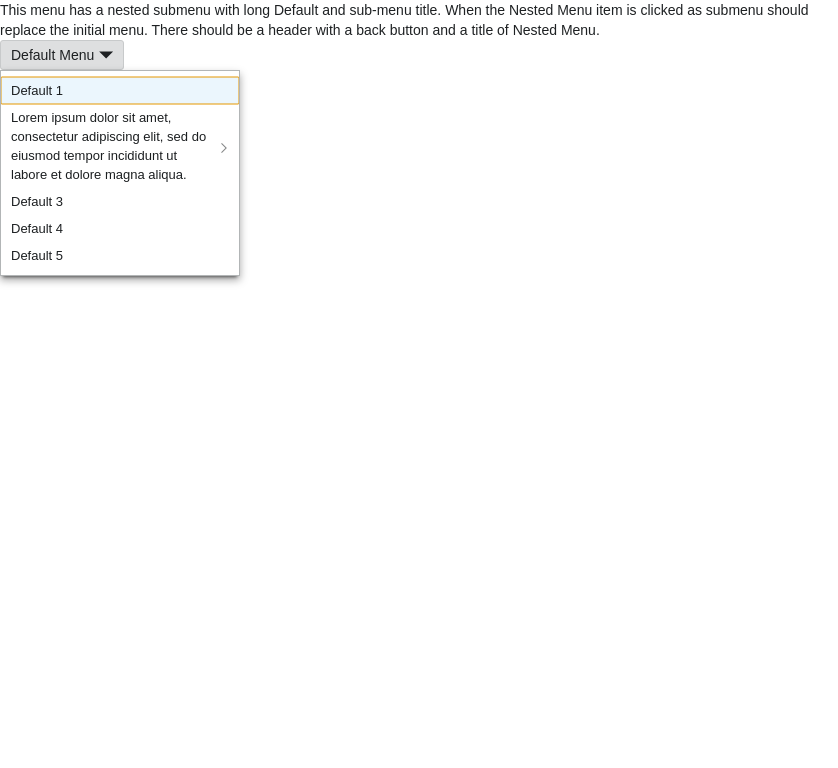 This menu has a nested submenu with long Default and sub-menu title. When the Nested Menu item is clicked as submenu should
replace the initial menu. There should be a header with a back button and a title of Nested Menu.
Default Menu
Default 1
Lorem ipsum dolor sit amet,
consectetur adipiscing elit, sed do
eiusmod tempor incididunt ut
labore et dolore magna aliqua.
Default 3
Default 4
Default 5